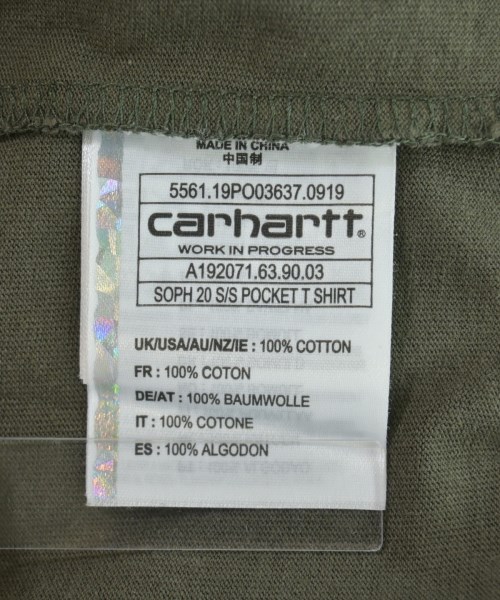 MADE IN CHINA
中国制
5561.19PO03637.0919
carhartt®
WORK IN PROGRESS
A192071.63.90.03
SOPH 20 S/S POCKET T SHIRT
UK/USA/AU/NZ/IE : 100% COTTON
FR : 100% COTON
DE/AT : 100% BAUMWOLLE
IT : 100% COTONE
ES : 100% ALGODON